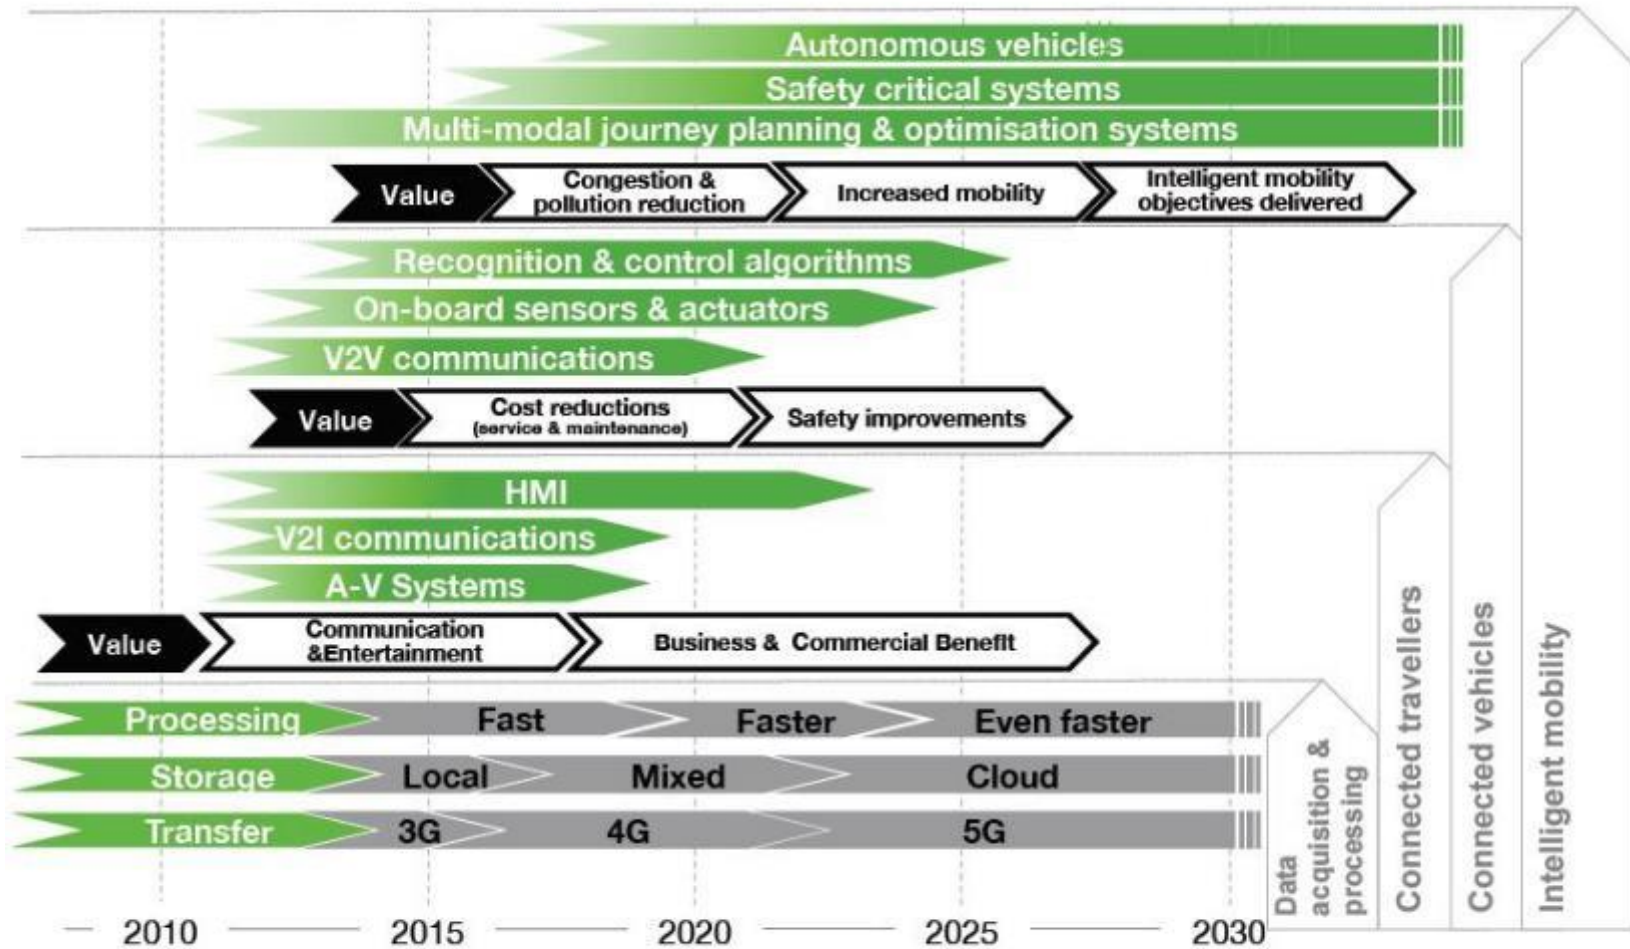 Autonomous vehicles
Safety critical systems
Multi-modal journey planning & optimisation systems
Value
Congestion &
pollution reduction
Increased mobility
Intelligent mobility
objectives delivered
Recognition & control algorithms
On-board sensors & actuators
V2V communications
Value
Cost reductions
(service & maintenance)
Safety improvements
HMI
V2I communications
A-V Systems
Value
Communication
&Entertainment
Business & Commercial Benefit
Processing Fast Faster Even faster
Storage Local Mixed Cloud
Transfer 3G 4G 5G
2010 2015 2020 2025 2030
Data
acquisition &
processing
Connected travellers
Connected vehicles
Intelligent mobility